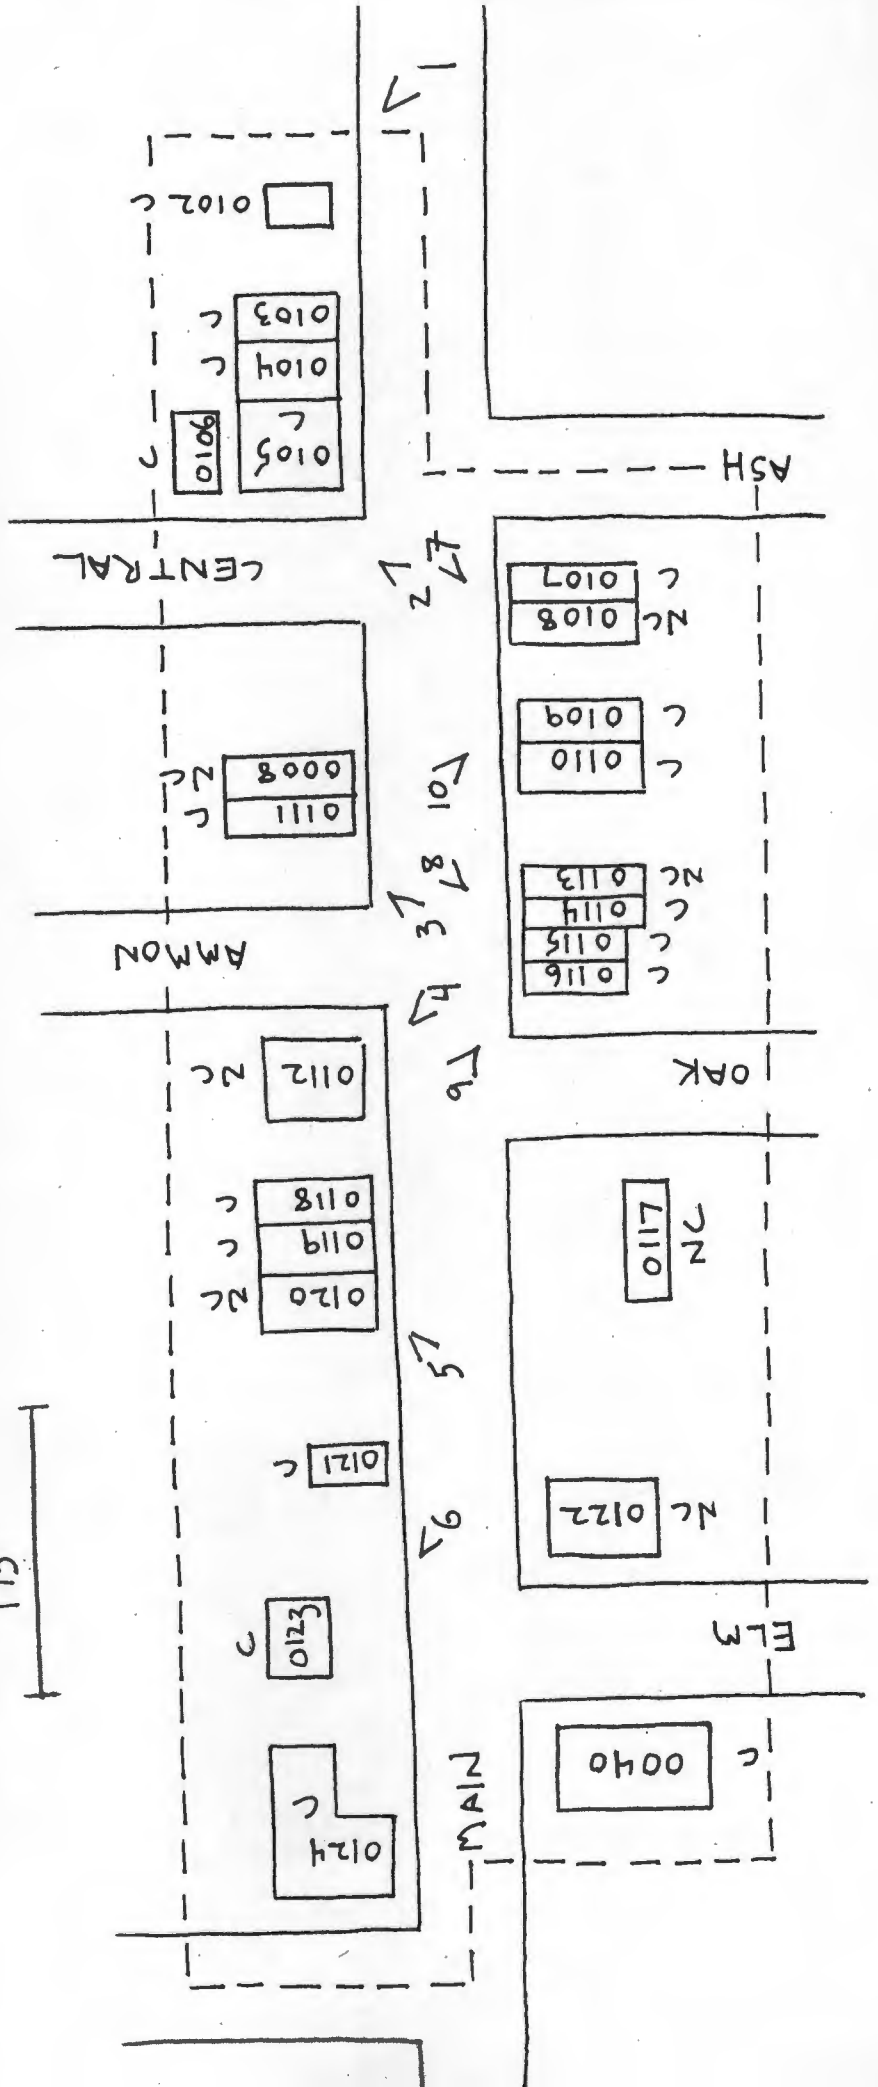 1
0102 C
0103 C
0104 C
0105 C
0106 C
ASH
CENTRAL
2
7
0107 C
0108 NC
0109 C
0110 C
0008 NC
0111 C
10
8
3
0113 NC
0114 C
0115 C
0116 C
AMMON
4
9
OAK
0112 NC
0118 C
0119 C
0120 NC
0117 NC
5
0121 C
175
6
0122 NC
0123 C
ELM
MAIN
0040 C
0124 C